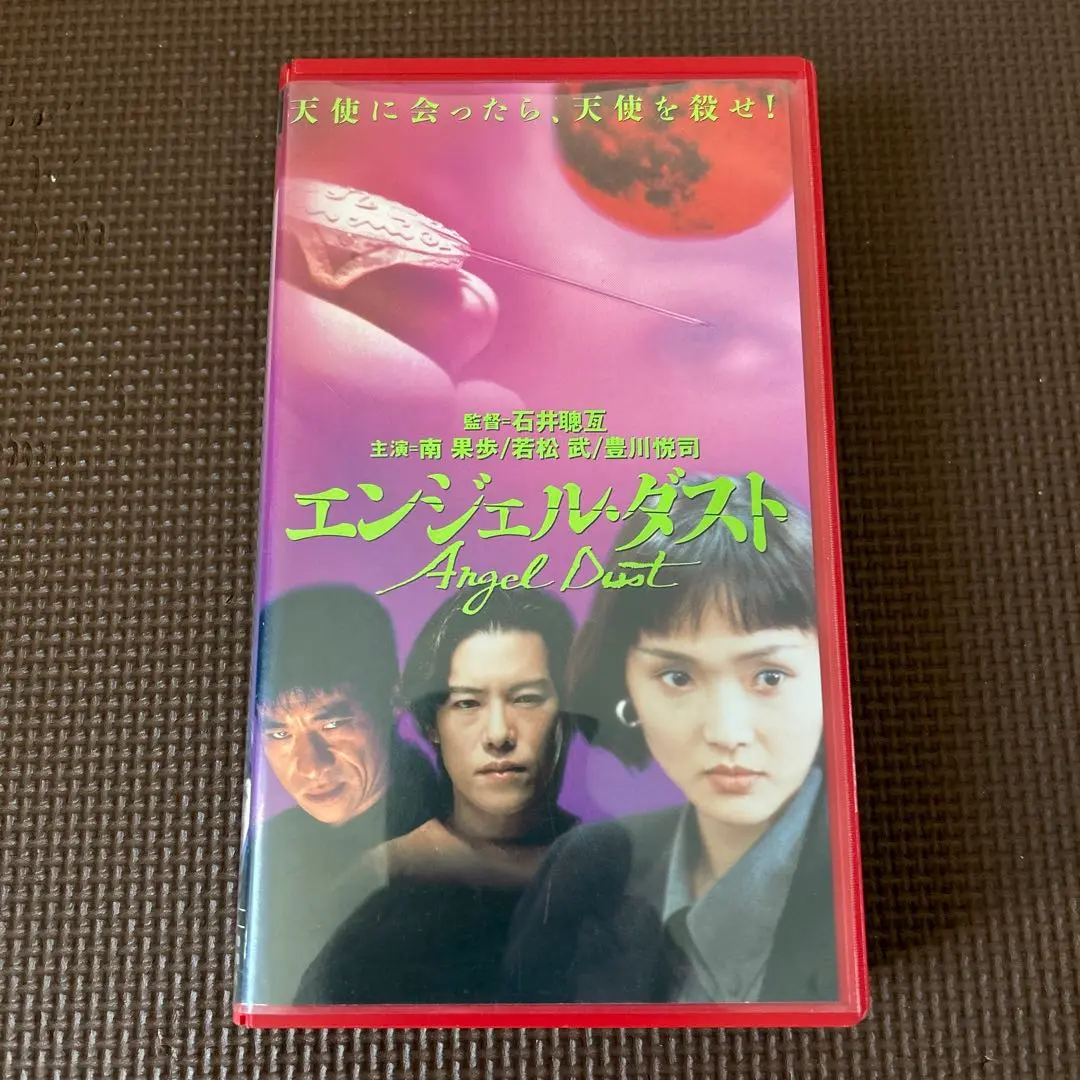 天使に会ったら、天使を殺せ!
監督=石井聰亙
主演=南 果歩/若松 武/豊川悦司
エンジェル・ダスト
Angel Dust